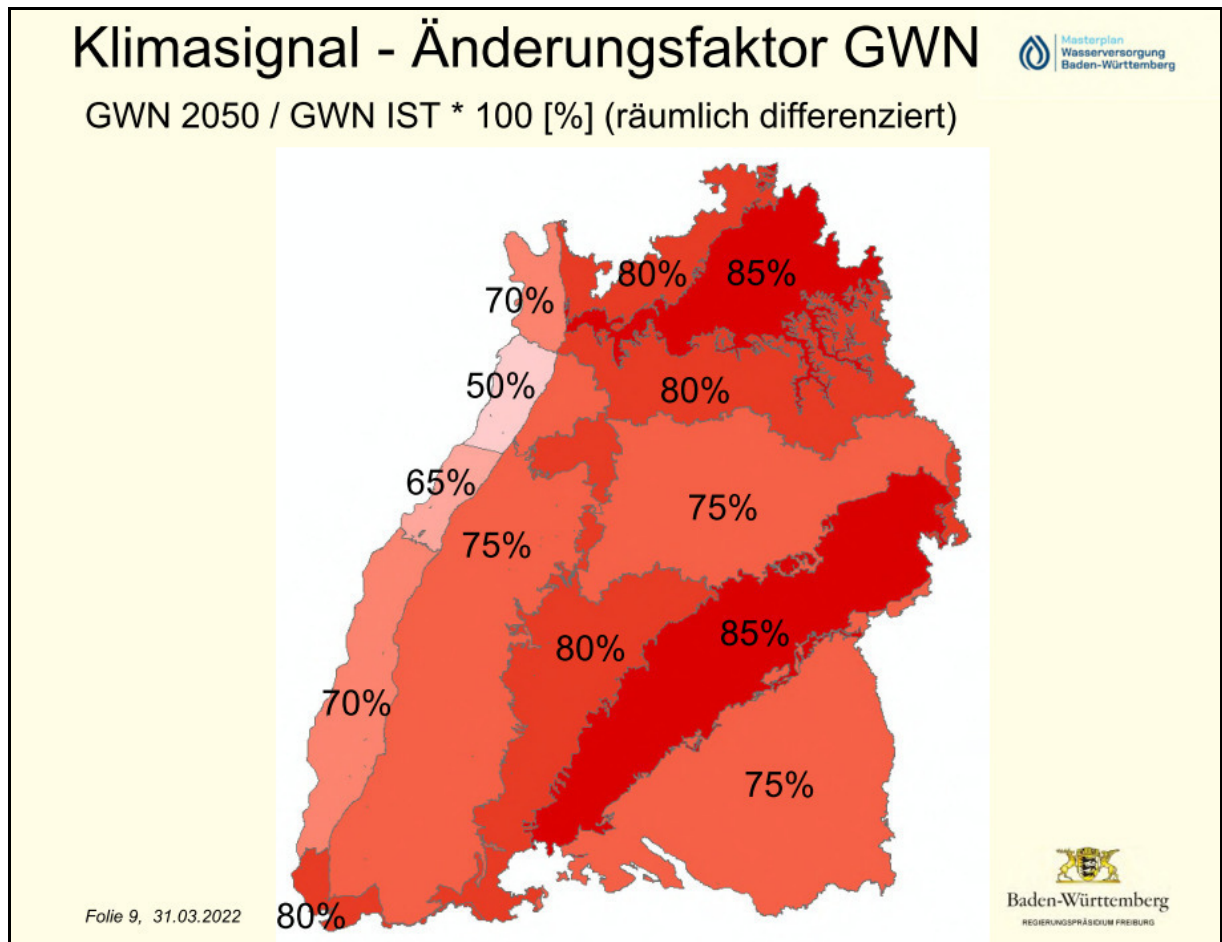 Klimasignal - Änderungsfaktor GWN
Masterplan
Wasserversorgung
Baden-Württemberg
GWN 2050 / GWN IST * 100 [%] (räumlich differenziert)
80%
85%
70%
50%
80%
65%
75%
75%
85%
80%
70%
75%
80%
Folie 9, 31.03.2022
Baden-Württemberg
REGIERUNGSPRÄSIDIUM FREIBURG